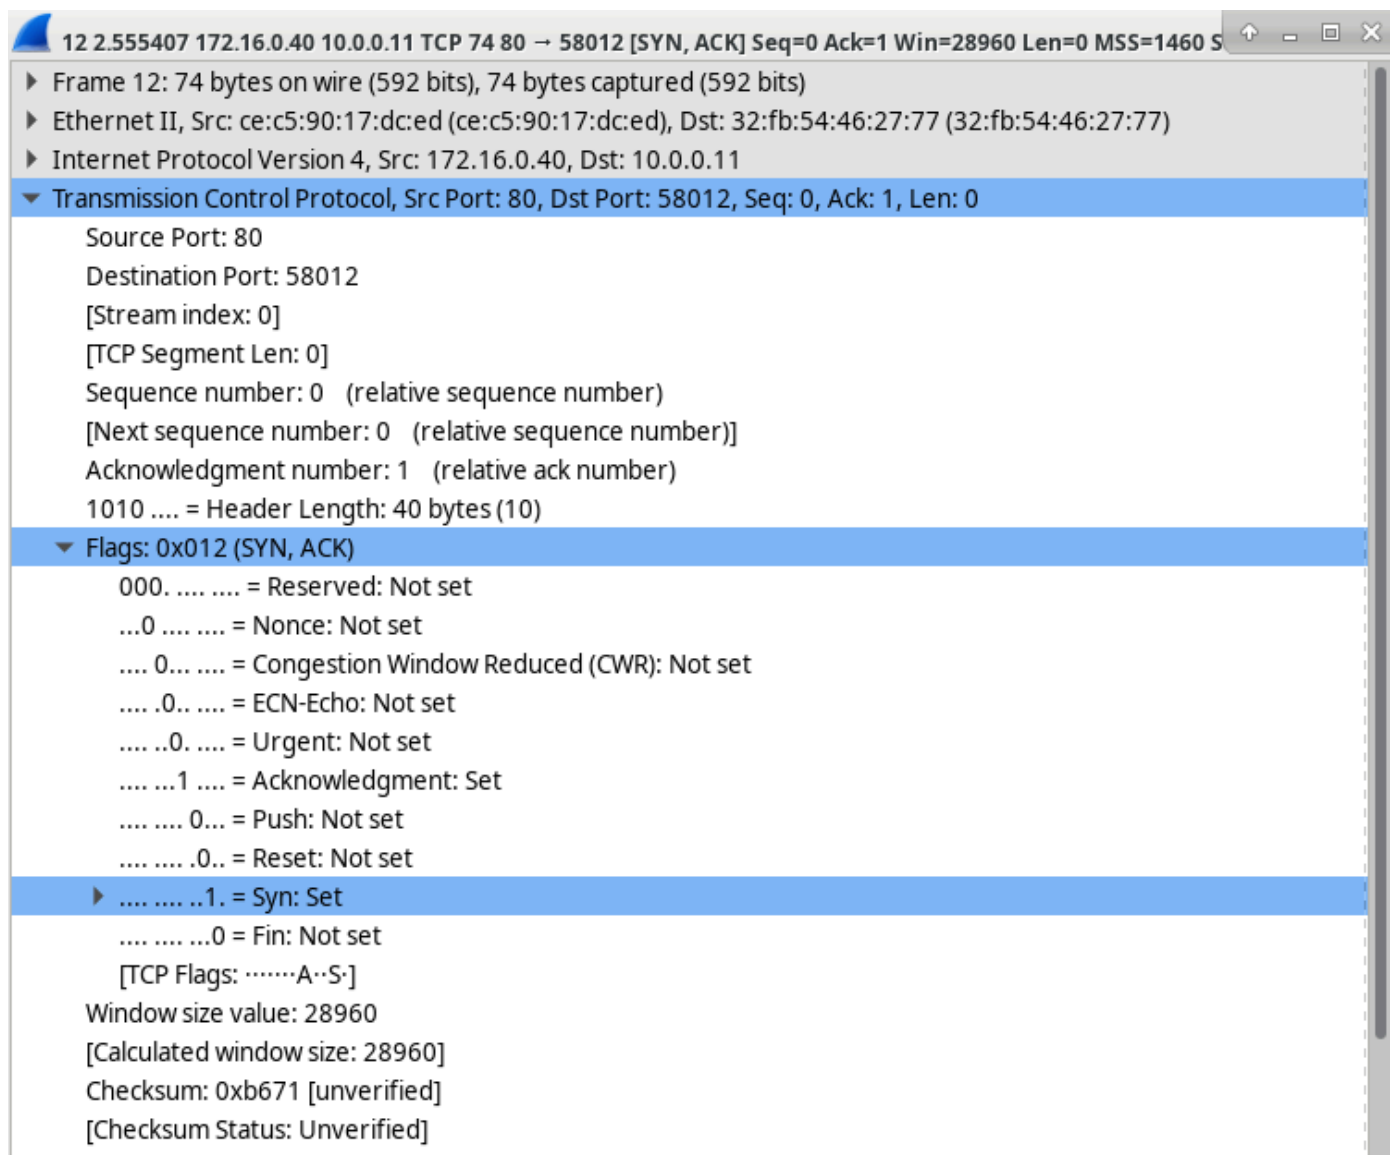 12 2.555407 172.16.0.40 10.0.0.11 TCP 74 80 → 58012 [SYN, ACK] Seq=0 Ack=1 Win=28960 Len=0 MSS=1460 S
Frame 12: 74 bytes on wire (592 bits), 74 bytes captured (592 bits)
Ethernet II, Src: ce:c5:90:17:dc:ed (ce:c5:90:17:dc:ed), Dst: 32:fb:54:46:27:77 (32:fb:54:46:27:77)
Internet Protocol Version 4, Src: 172.16.0.40, Dst: 10.0.0.11
Transmission Control Protocol, Src Port: 80, Dst Port: 58012, Seq: 0, Ack: 1, Len: 0
Source Port: 80
Destination Port: 58012
[Stream index: 0]
[TCP Segment Len: 0]
Sequence number: 0    (relative sequence number)
[Next sequence number: 0    (relative sequence number)]
Acknowledgment number: 1    (relative ack number)
1010 .... = Header Length: 40 bytes (10)
Flags: 0x012 (SYN, ACK)
000. .... .... = Reserved: Not set
...0 .... .... = Nonce: Not set
.... 0... .... = Congestion Window Reduced (CWR): Not set
.... .0.. .... = ECN-Echo: Not set
.... ..0. .... = Urgent: Not set
.... ...1 .... = Acknowledgment: Set
.... .... 0... = Push: Not set
.... .... .0.. = Reset: Not set
.... .... ..1. = Syn: Set
.... .... ...0 = Fin: Not set
[TCP Flags: ·······A··S·]
Window size value: 28960
[Calculated window size: 28960]
Checksum: 0xb671 [unverified]
[Checksum Status: Unverified]